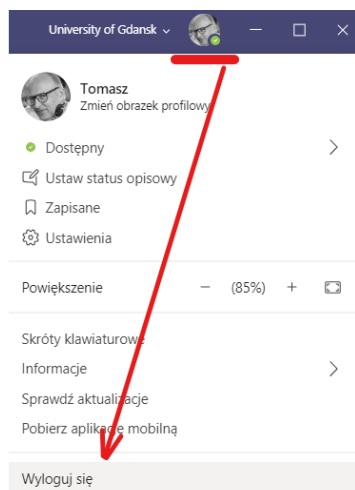 University of Gdansk
Tomasz
Zmień obrazek profilowy
Dostępny
Ustaw status opisowy
Zapisane
Ustawienia
Powiększenie — (85%) +
Skróty klawiaturowe
Informacje
Sprawdź aktualizacje
Pobierz aplikację mobilną
Wyloguj się